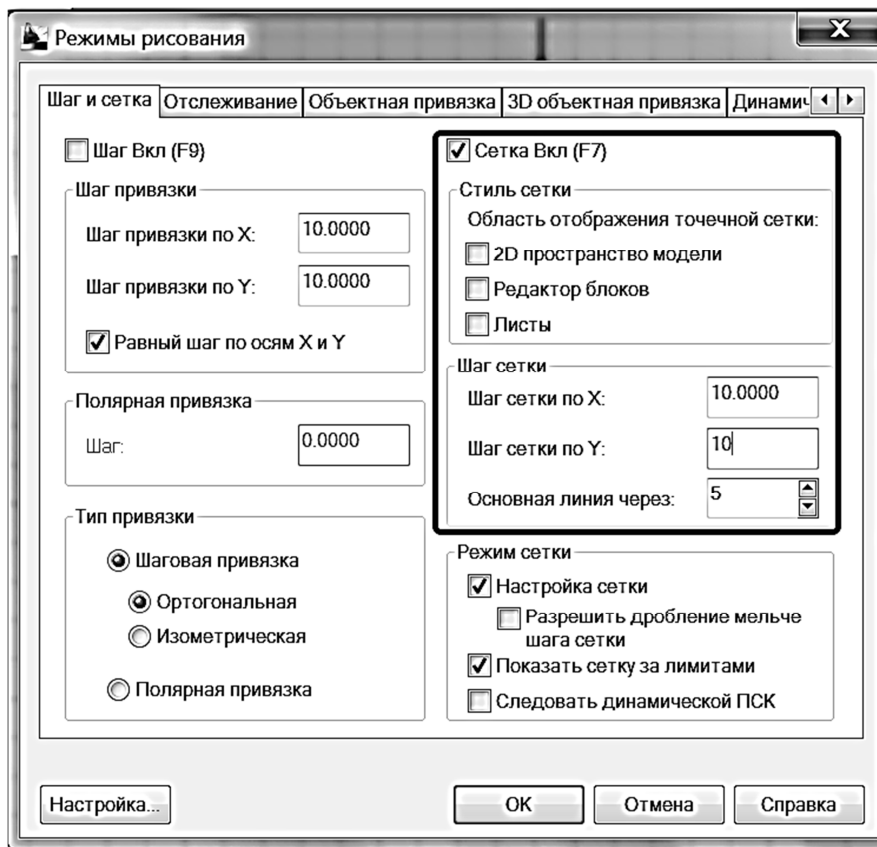 Режимы рисования
Шаг и сетка
Отслеживание
Объектная привязка
3D объектная привязка
Динамич
Шаг Вкл (F9)
Шаг привязки
Шаг привязки по X:
10.0000
Шаг привязки по Y:
10.0000
Равный шаг по осям X и Y
Полярная привязка
Шаг:
0.0000
Тип привязки
Шаговая привязка
Ортогональная
Изометрическая
Полярная привязка
Сетка Вкл (F7)
Стиль сетки
Область отображения точечной сетки:
2D пространство модели
Редактор блоков
Листы
Шаг сетки
Шаг сетки по X:
10.0000
Шаг сетки по Y:
10
Основная линия через:
5
Режим сетки
Настройка сетки
Разрешить дробление мельче
шага сетки
Показать сетку за лимитами
Следовать динамической ПСК
Настройка...
ОК
Отмена
Справка